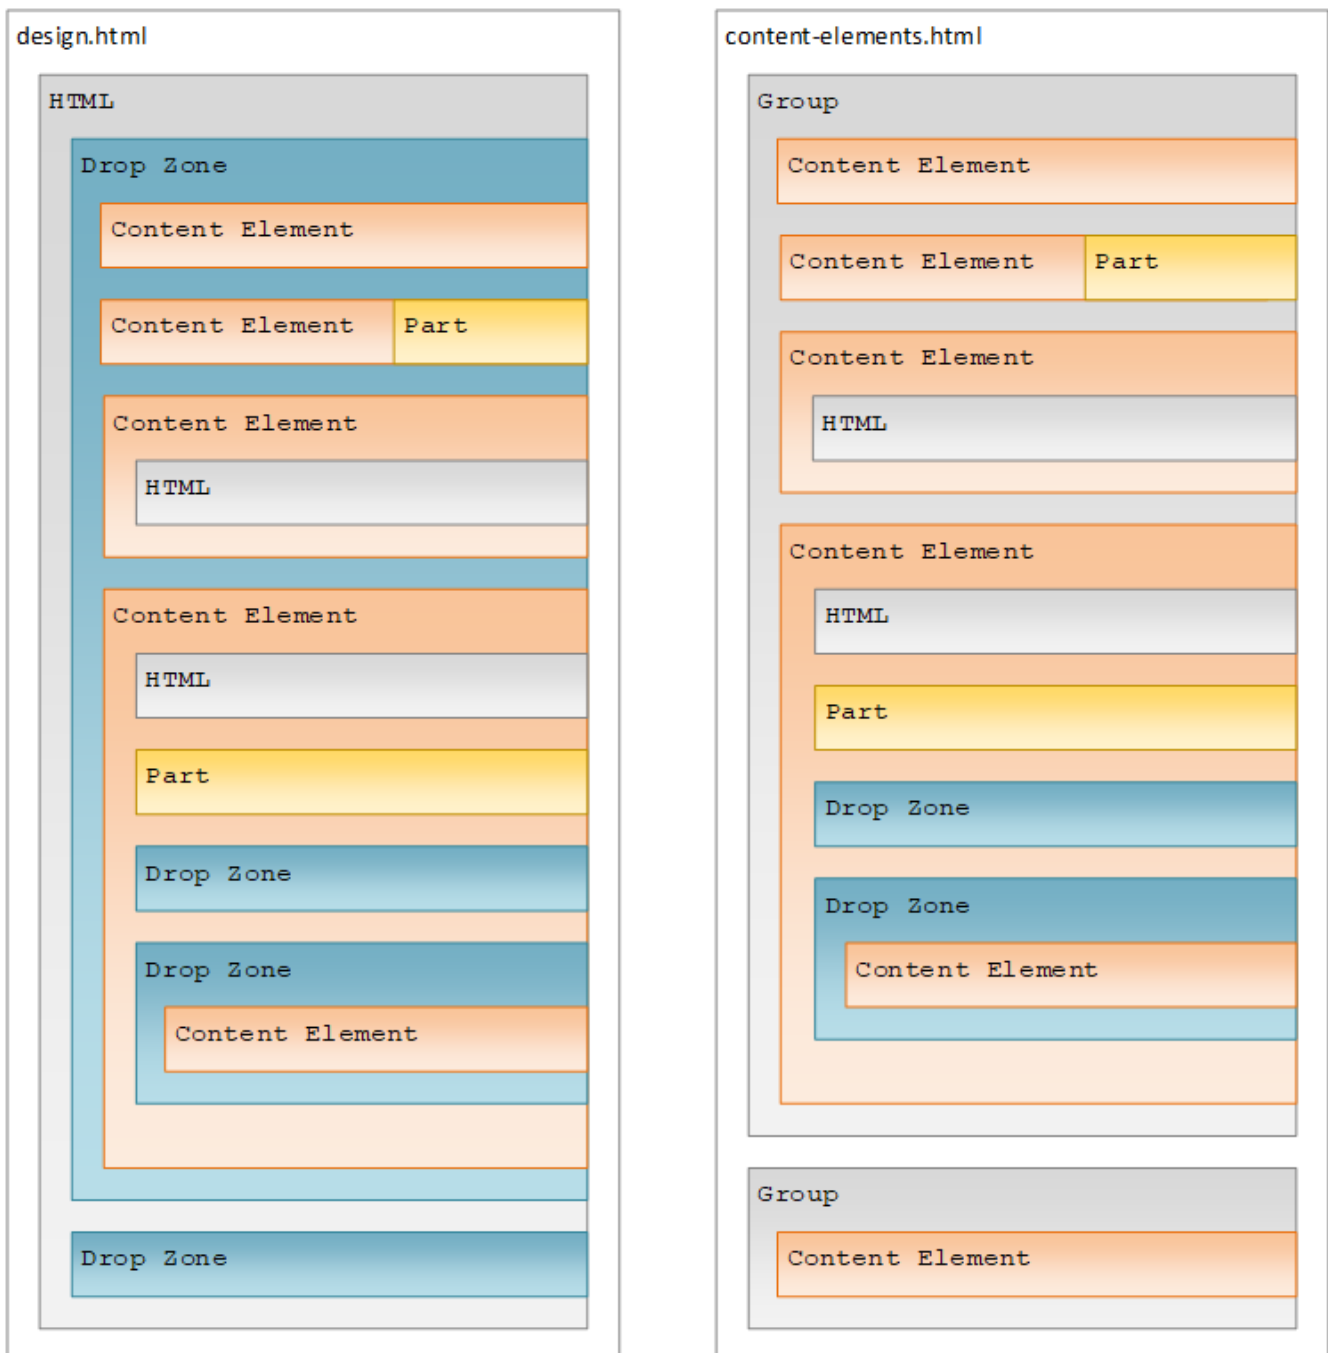 design.html
HTML
Drop Zone
Content Element
Content Element Part
Content Element
HTML
Content Element
HTML
Part
Drop Zone
Drop Zone
Content Element
Drop Zone
content-elements.html
Group
Content Element
Content Element Part
Content Element
HTML
Content Element
HTML
Part
Drop Zone
Drop Zone
Content Element
Group
Content Element